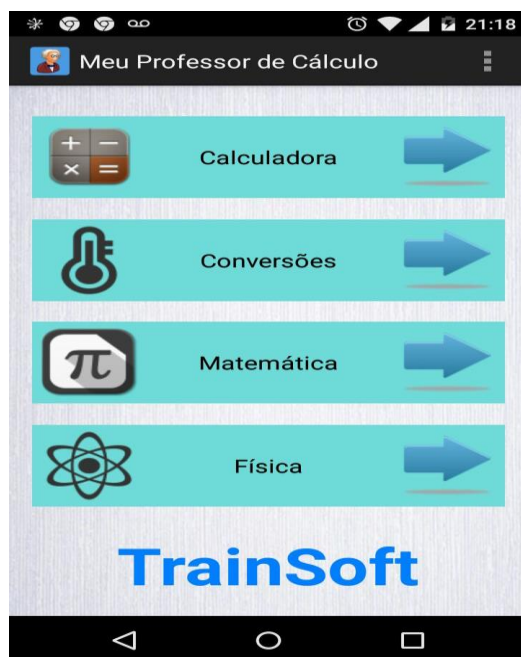 21:18
Meu Professor de Cálculo
Calculadora
Conversões
Matemática
π
Física
TrainSoft